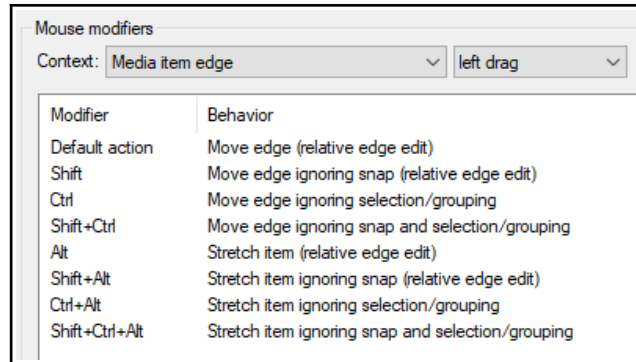 Mouse modifiers
Context: Media item edge left drag
Modifier Behavior
Default action Move edge (relative edge edit)
Shift Move edge ignoring snap (relative edge edit)
Ctrl Move edge ignoring selection/grouping
Shift+Ctrl Move edge ignoring snap and selection/grouping
Alt Stretch item (relative edge edit)
Shift+Alt Stretch item ignoring snap (relative edge edit)
Ctrl+Alt Stretch item ignoring selection/grouping
Shift+Ctrl+Alt Stretch item ignoring snap and selection/grouping